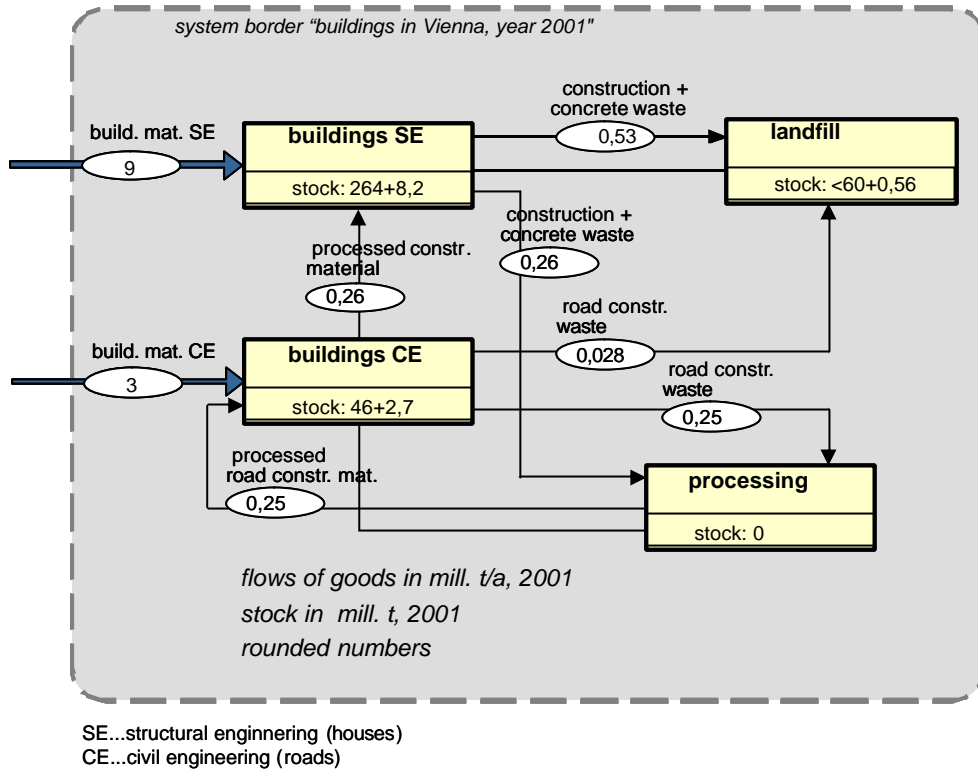 system border “buildings in Vienna, year 2001"
construction +
concrete waste
0,53
build. mat. SE
9
buildings SE
stock: 264+8,2
landfill
stock: <60+0,56
construction +
concrete waste
0,26
processed constr.
material
0,26
road constr.
waste
0,028
build. mat. CE
3
buildings CE
stock: 46+2,7
road constr.
waste
0,25
processed
road constr. mat.
0,25
processing
stock: 0
flows of goods in mill. t/a, 2001
stock in mill. t, 2001
rounded numbers
SE...structural enginnering (houses)
CE...civil engineering (roads)